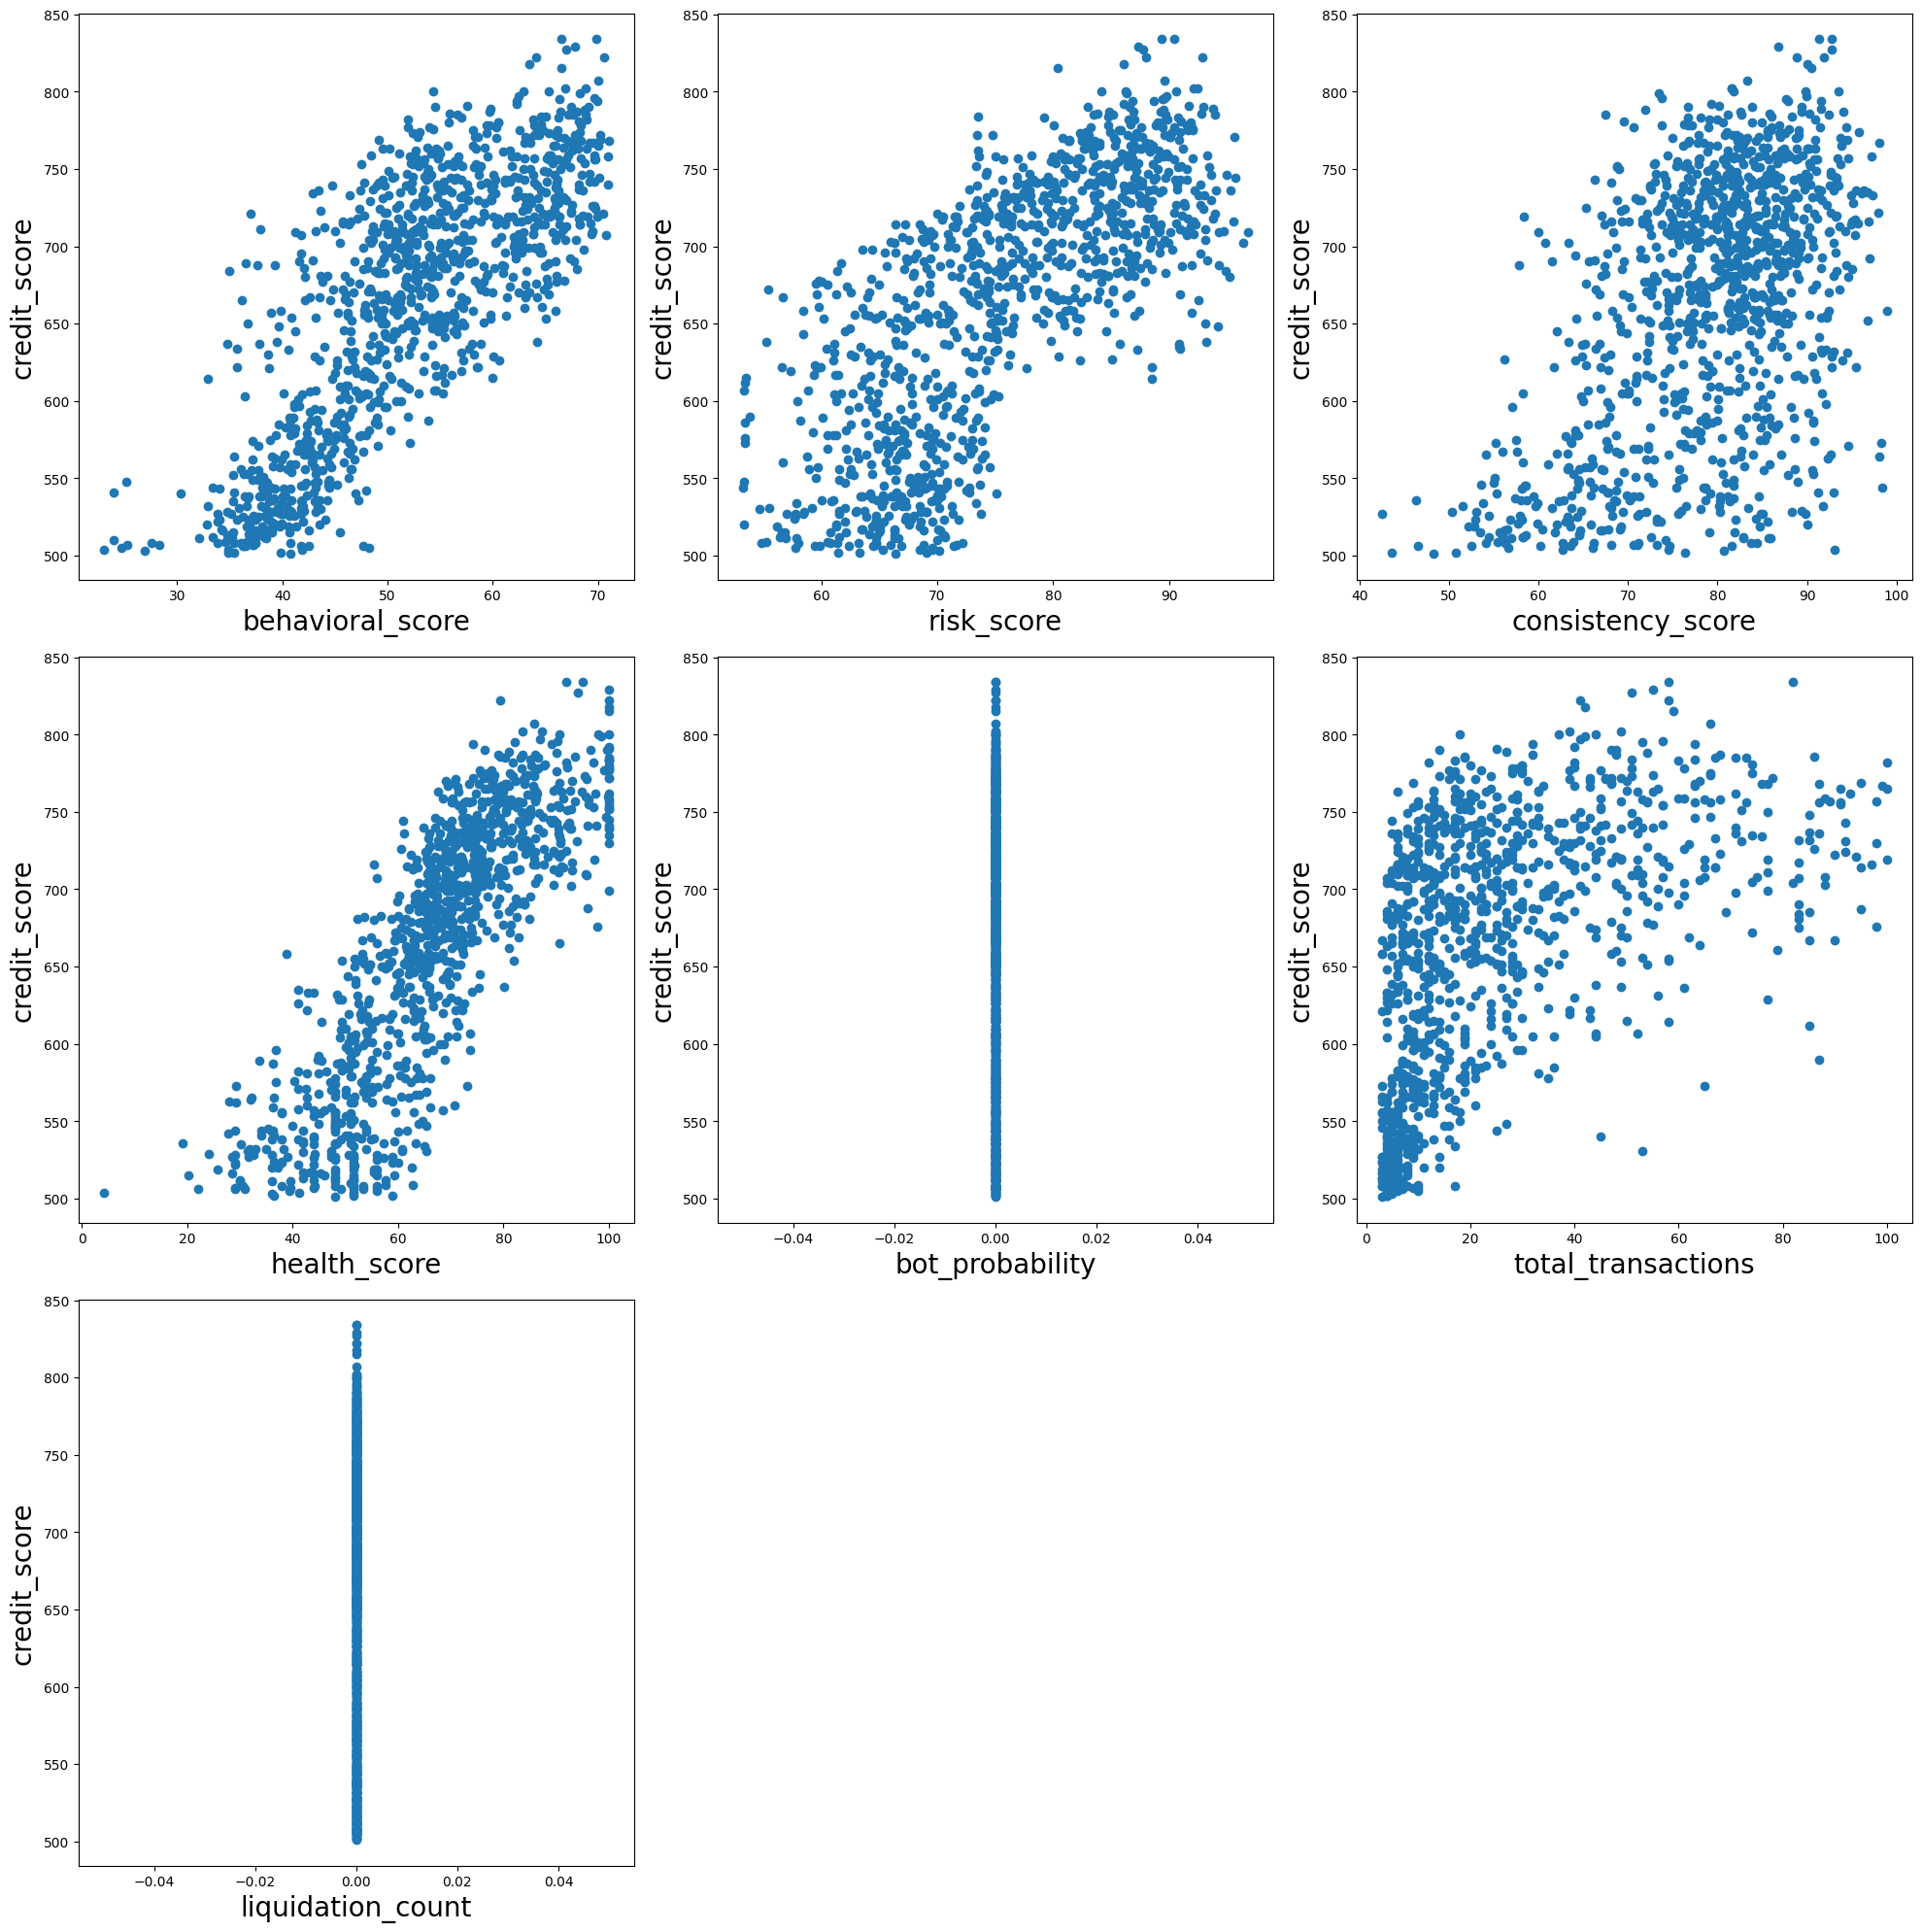 850
800
750
700
650
600
550
500
credit_score
30 40 50 60 70
behavioral_score
850
800
750
700
650
600
550
500
credit_score
60 70 80 90
risk_score
850
800
750
700
650
600
550
500
credit_score
40 50 60 70 80 90 100
consistency_score
850
800
750
700
650
600
550
500
credit_score
0 20 40 60 80 100
health_score
850
800
750
700
650
600
550
500
credit_score
−0.04 −0.02 0.00 0.02 0.04
bot_probability
850
800
750
700
650
600
550
500
credit_score
0 20 40 60 80 100
total_transactions
850
800
750
700
650
600
550
500
credit_score
−0.04 −0.02 0.00 0.02 0.04
liquidation_count